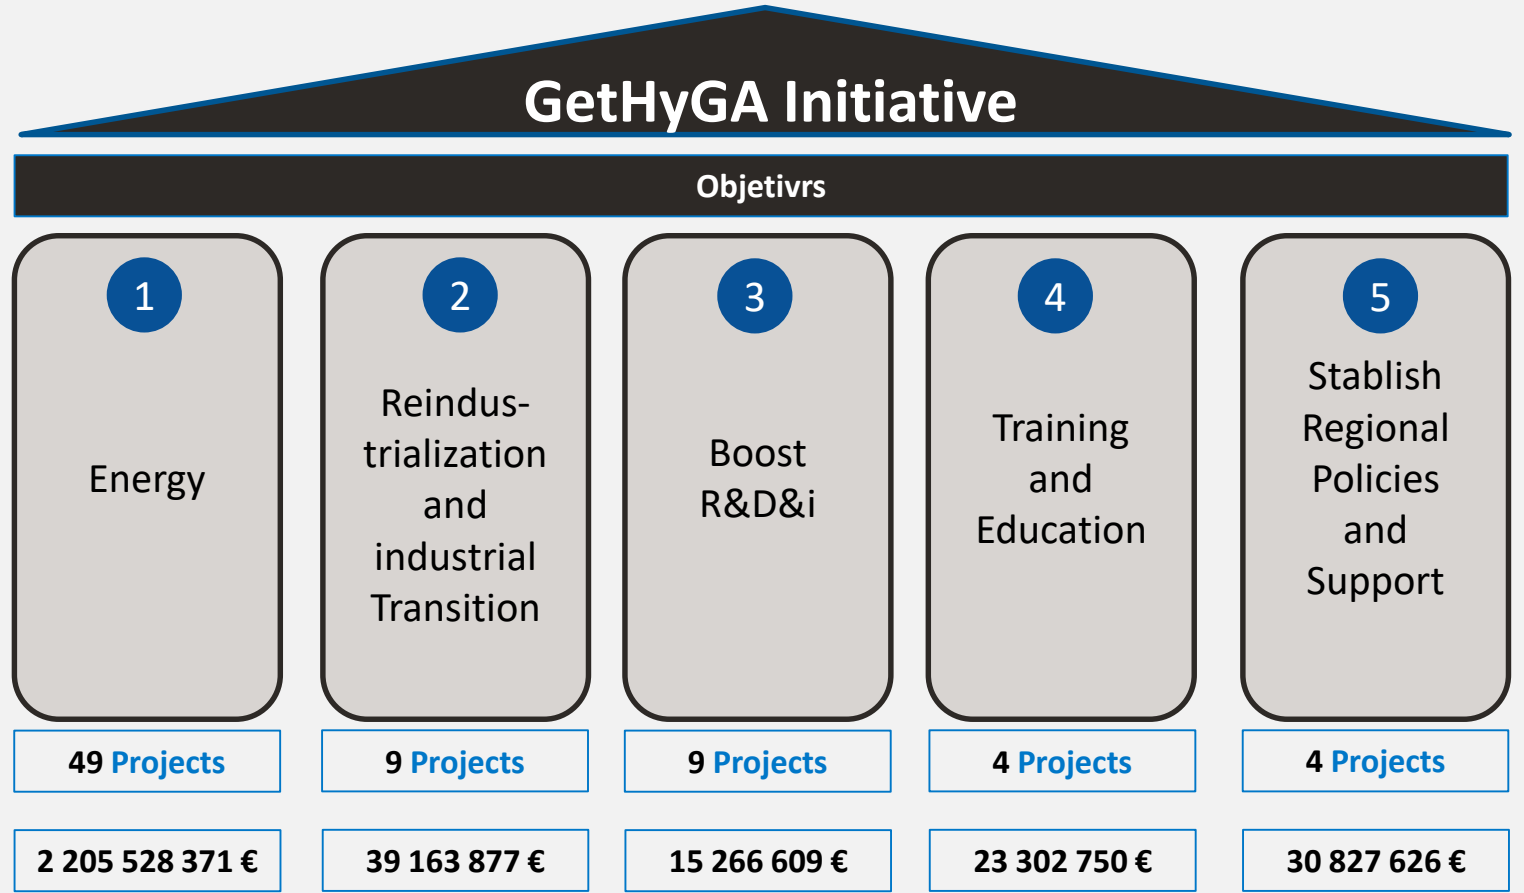 GetHyGA Initiative
Objetivrs
1
Energy
49 Projects
2 205 528 371 €
2
Reindus-
trialization
and
industrial
Transition
9 Projects
39 163 877 €
3
Boost
R&D&i
9 Projects
15 266 609 €
4
Training
and
Education
4 Projects
23 302 750 €
5
Stablish
Regional
Policies
and
Support
4 Projects
30 827 626 €